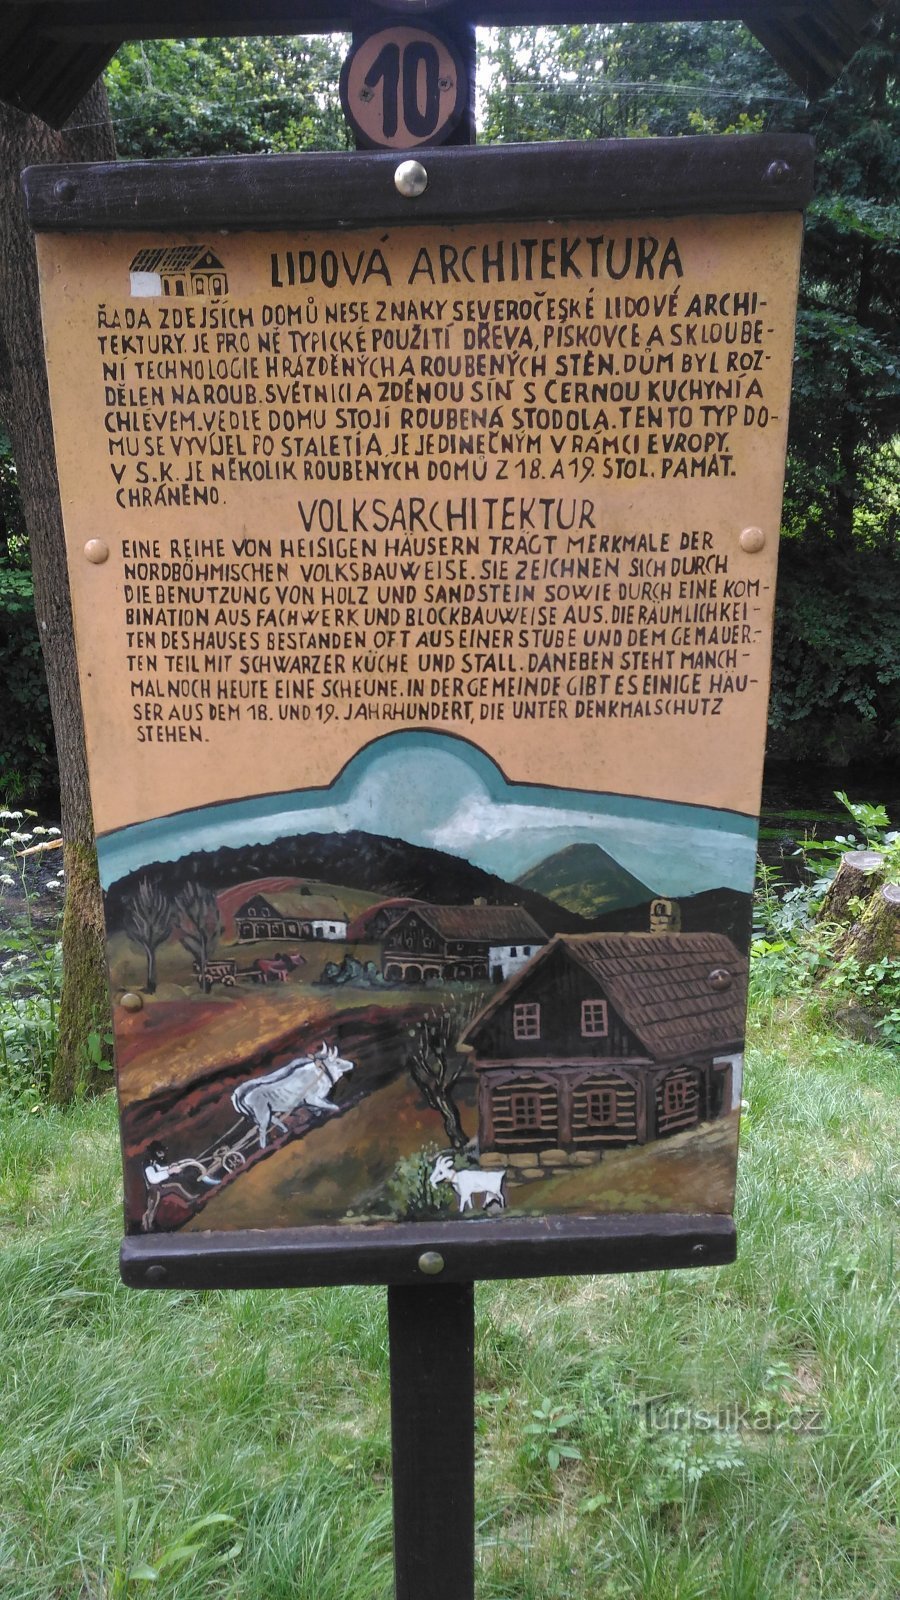 10
LIDOVÁ ARCHITEKTURA
ŘADA ZDEJŠÍCH DOMŮ NESE ZNAKY SEVEROČESKÉ LIDOVÉ ARCHI-
TEKTURY. JE PRO NĚ TYPICKÉ POUŽITÍ DŘEVA, PÍSKOVCE A SKLOUBE-
NÍ TECHNOLOGIE HRÁZDĚNÝCH A ROUBENÝCH STĚN. DŮM BYL ROZ-
DĚLEN NA ROUB. SVĚTNICI A ZDĚNOU SÍŇ S ČERNOU KUCHYNÍ A
CHLÉVEM. VEDLE DOMU STOJÍ ROUBENÁ STODOLA. TENTO TYP DO-
MU SE VYVÍJEL PO STALETÍ A JE JEDINEČNÝM V RÁMCI EVROPY.
V S.K. JE NĚKOLIK ROUBENÝCH DOMŮ Z 18. A 19. STOL. PAMÁT.
CHRÁNĚNO.
VOLKSARCHITEKTUR
EINE REIHE VON HEISIGEN HÄUSERN TRÄGT MERKMALE DER
NORDBÖHMISCHEN VOLKSBAUWEISE. SIE ZEICHNEN SICH DURCH
DIE BENUTZUNG VON HOLZ UND SANDSTEIN SOWIE DURCH EINE KOM-
BINATION AUS FACHWERK UND BLOCKBAUWEISE AUS. DIE RÄUMLICHKEI-
TEN DES HAUSES BESTANDEN OFT AUS EINER STUBE UND DEM GEMAUER-
TEN TEIL MIT SCHWARZER KÜCHE UND STALL. DANEBEN STEHT MANCH-
MAL NOCH HEUTE EINE SCHEUNE. IN DER GEMEINDE GIBT ES EINIGE HÄU-
SER AUS DEM 18. UND 19. JAHRHUNDERT, DIE UNTER DENKMALSCHUTZ
STEHEN.
Turistika.cz